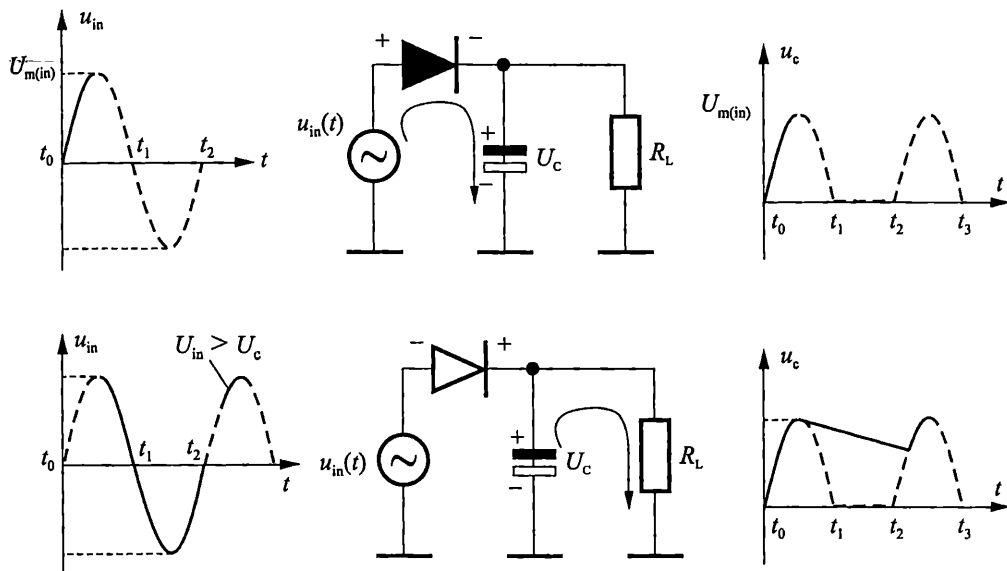 u_in
U_m(in)
t_0
t_1
t_2
t
+
−
u_in(t)
+
−
U_C
R_L
u_c
U_m(in)
t_0
t_1
t_2
t_3
t
u_in
U_in > U_c
t_0
t_1
t_2
t
−
+
u_in(t)
+
−
U_C
R_L
u_c
t_0
t_1
t_2
t_3
t